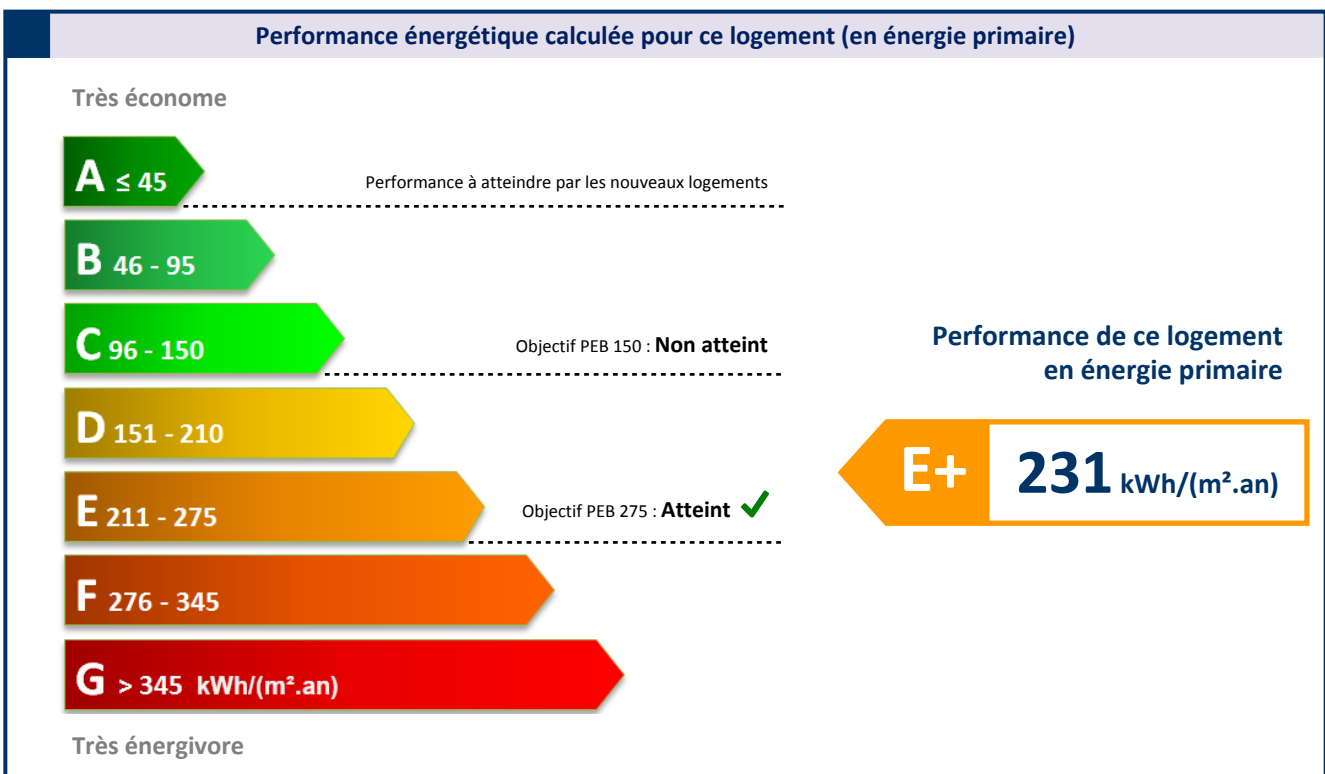 Performance énergétique calculée pour ce logement (en énergie primaire)
Très économe
A ≤ 45
Performance à atteindre par les nouveaux logements
B 46 - 95
C 96 - 150
Objectif PEB 150 : Non atteint
D 151 - 210
E 211 - 275
Objectif PEB 275 : Atteint ✓
F 276 - 345
G > 345 kWh/(m².an)
Très énergivore
Performance de ce logement
en énergie primaire
E+ 231 kWh/(m².an)